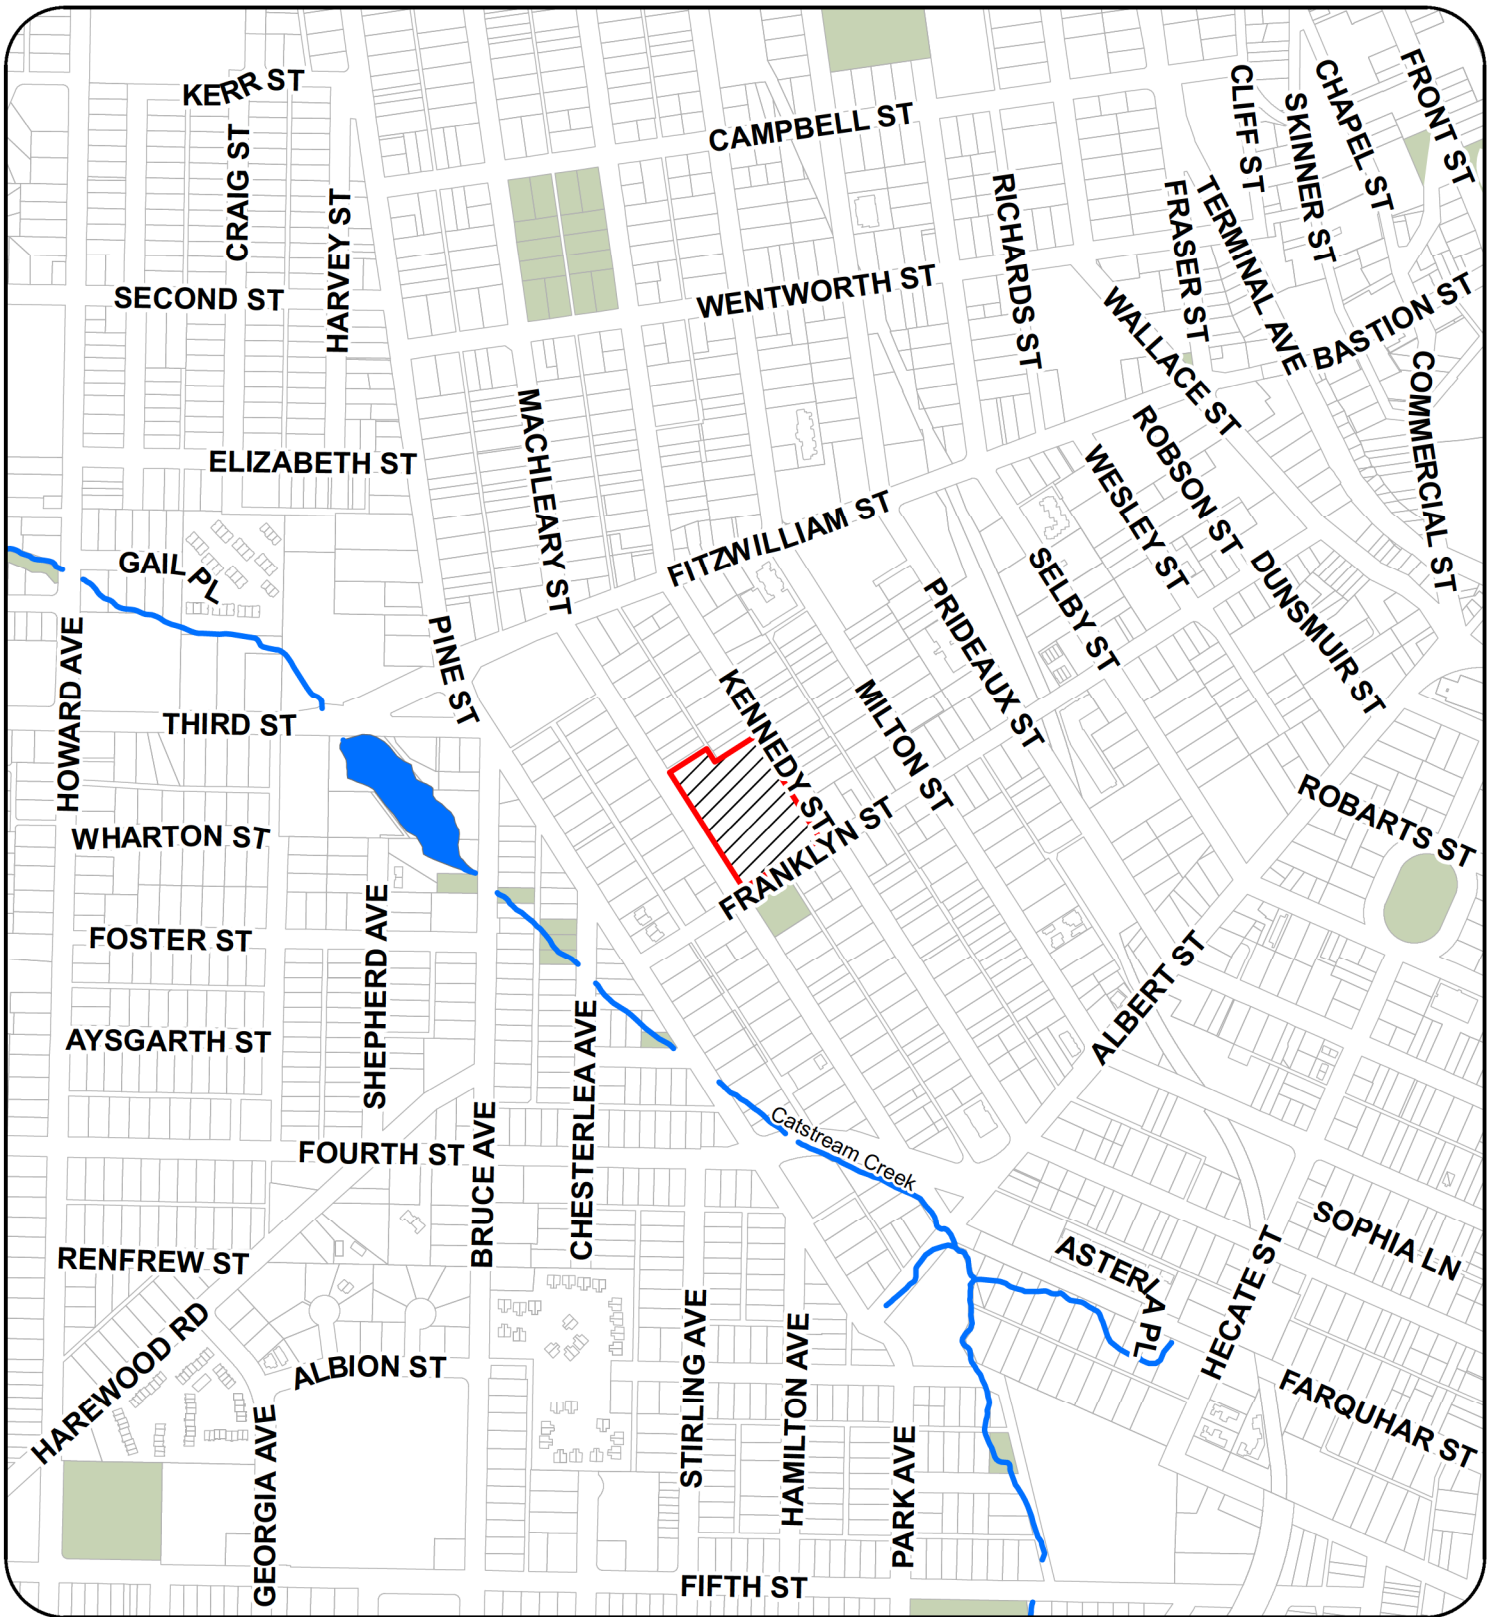 KERR ST
CRAIG ST
HARVEY ST
SECOND ST
CAMPBELL ST
WENTWORTH ST
RICHARDS ST
CLIFF ST
SKINNER ST
CHAPEL ST
FRONT ST
FRASER ST
TERMINAL AVE
WALLACE ST
BASTION ST
COMMERCIAL ST
ELIZABETH ST
MACHLEARY ST
FITZWILLIAM ST
ROBSON ST
WESLEY ST
SELBY ST
DUNSMUIR ST
PRIDEAUX ST
GAIL PL
HOWARD AVE
PINE ST
THIRD ST
KENNEDY ST
MILTON ST
FRANKLYN ST
ROBARTS ST
WHARTON ST
FOSTER ST
SHEPHERD AVE
AYSGARTH ST
CHESTERLEA AVE
ALBERT ST
Catstream Creek
FOURTH ST
BRUCE AVE
RENFREW ST
HAREWOOD RD
ALBION ST
GEORGIA AVE
STIRLING AVE
HAMILTON AVE
PARK AVE
ASTERIA PL
HECATE ST
SOPHIA LN
FARQUHAR ST
FIFTH ST